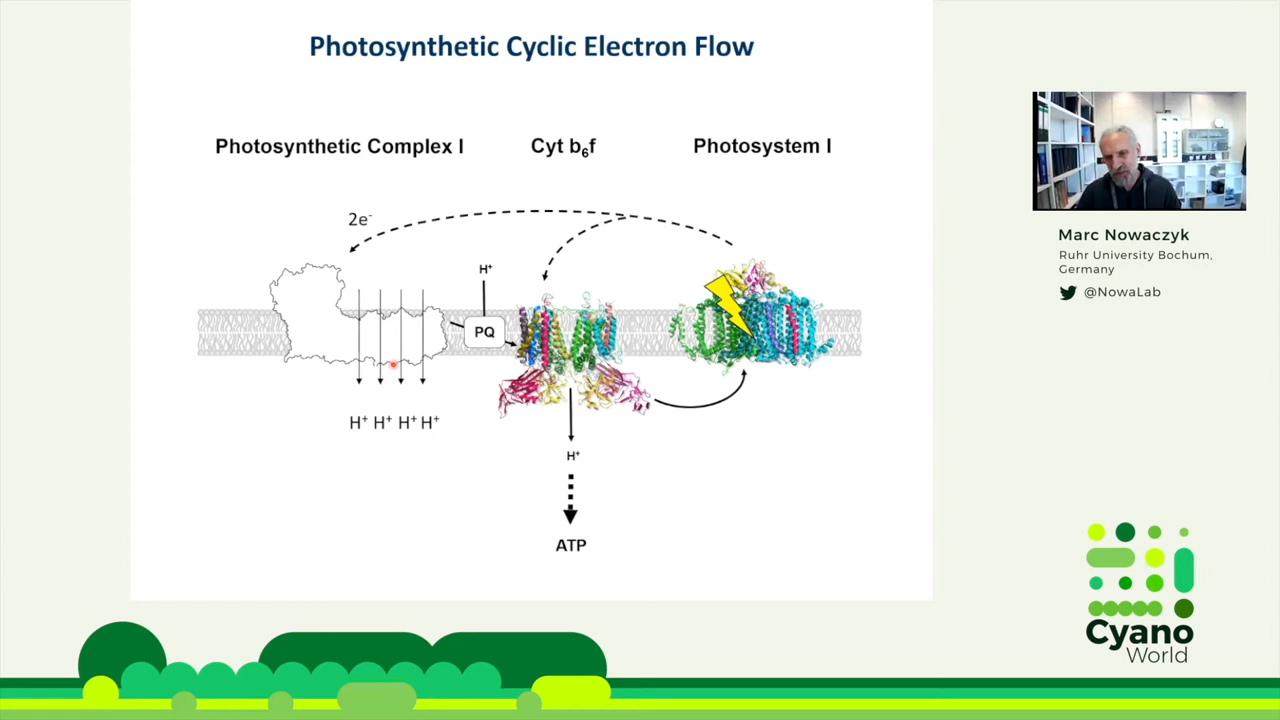 Photosynthetic Cyclic Electron Flow
Photosynthetic Complex I
Cyt b₆f
Photosystem I
2e⁻
H⁺
PQ
H⁺ H⁺ H⁺ H⁺
H⁺
ATP
Marc Nowaczyk
Ruhr University Bochum,
Germany
@NowaLab
Cyano
World